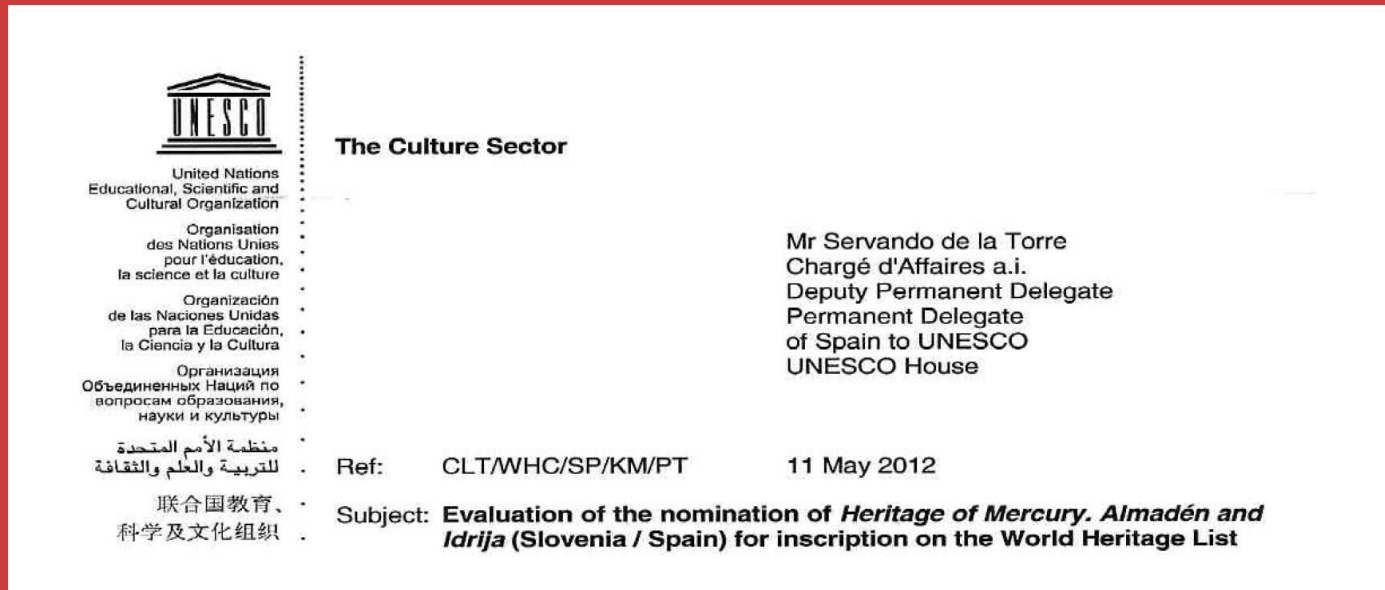 UNESCO
United Nations
Educational, Scientific and
Cultural Organization
Organisation
des Nations Unies
pour l'éducation,
la science et la culture
Organización
de las Naciones Unidas
para la Educación,
la Ciencia y la Cultura
Организация
Объединенных Наций по
вопросам образования,
науки и культуры
منظمة الأمم المتحدة
للتربية والعلم والثقافة
联合国教育、
科学及文化组织
The Culture Sector
Mr Servando de la Torre
Chargé d'Affaires a.i.
Deputy Permanent Delegate
Permanent Delegate
of Spain to UNESCO
UNESCO House
Ref: CLT/WHC/SP/KM/PT 11 May 2012
Subject: Evaluation of the nomination of Heritage of Mercury. Almadén and
Idrija (Slovenia / Spain) for inscription on the World Heritage List